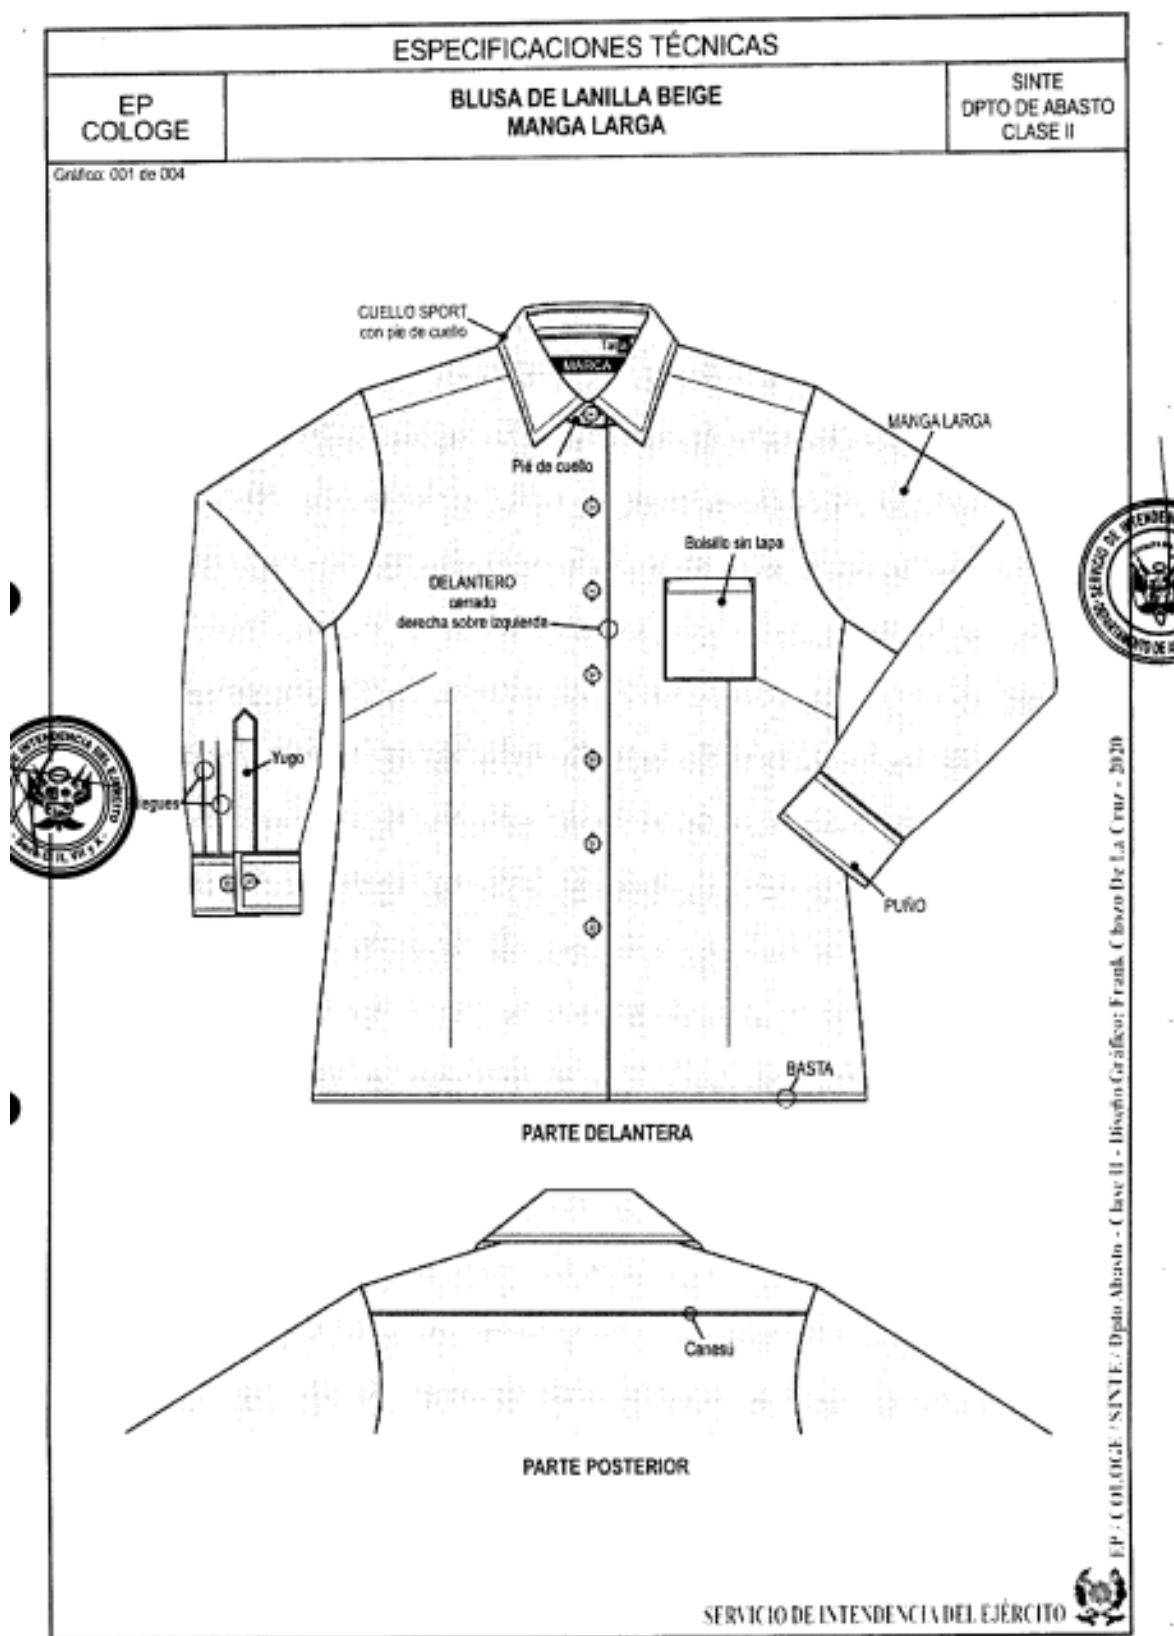 ESPECIFICACIONES TÉCNICAS
EP
COLOGE
BLUSA DE LANILLA BEIGE
MANGA LARGA
SINTE
DPTO DE ABASTO
CLASE II
Gráfico: 001 de 004
CUELLO SPORT
con pie de cuello
MARCA
Pié de cuello
MANGA LARGA
Bolsillo sin tapa
DELANTERO
cerrado
derecha sobre izquierda
Yugo
PUÑO
BASTA
PARTE DELANTERA
Canesú
PARTE POSTERIOR
EP / COLOGE / SINTE / Dpto Abasto - Clase II - Diseño Gráfico: Frank Chozo De La Cruz - 2020
SERVICIO DE INTENDENCIA DEL EJÉRCITO